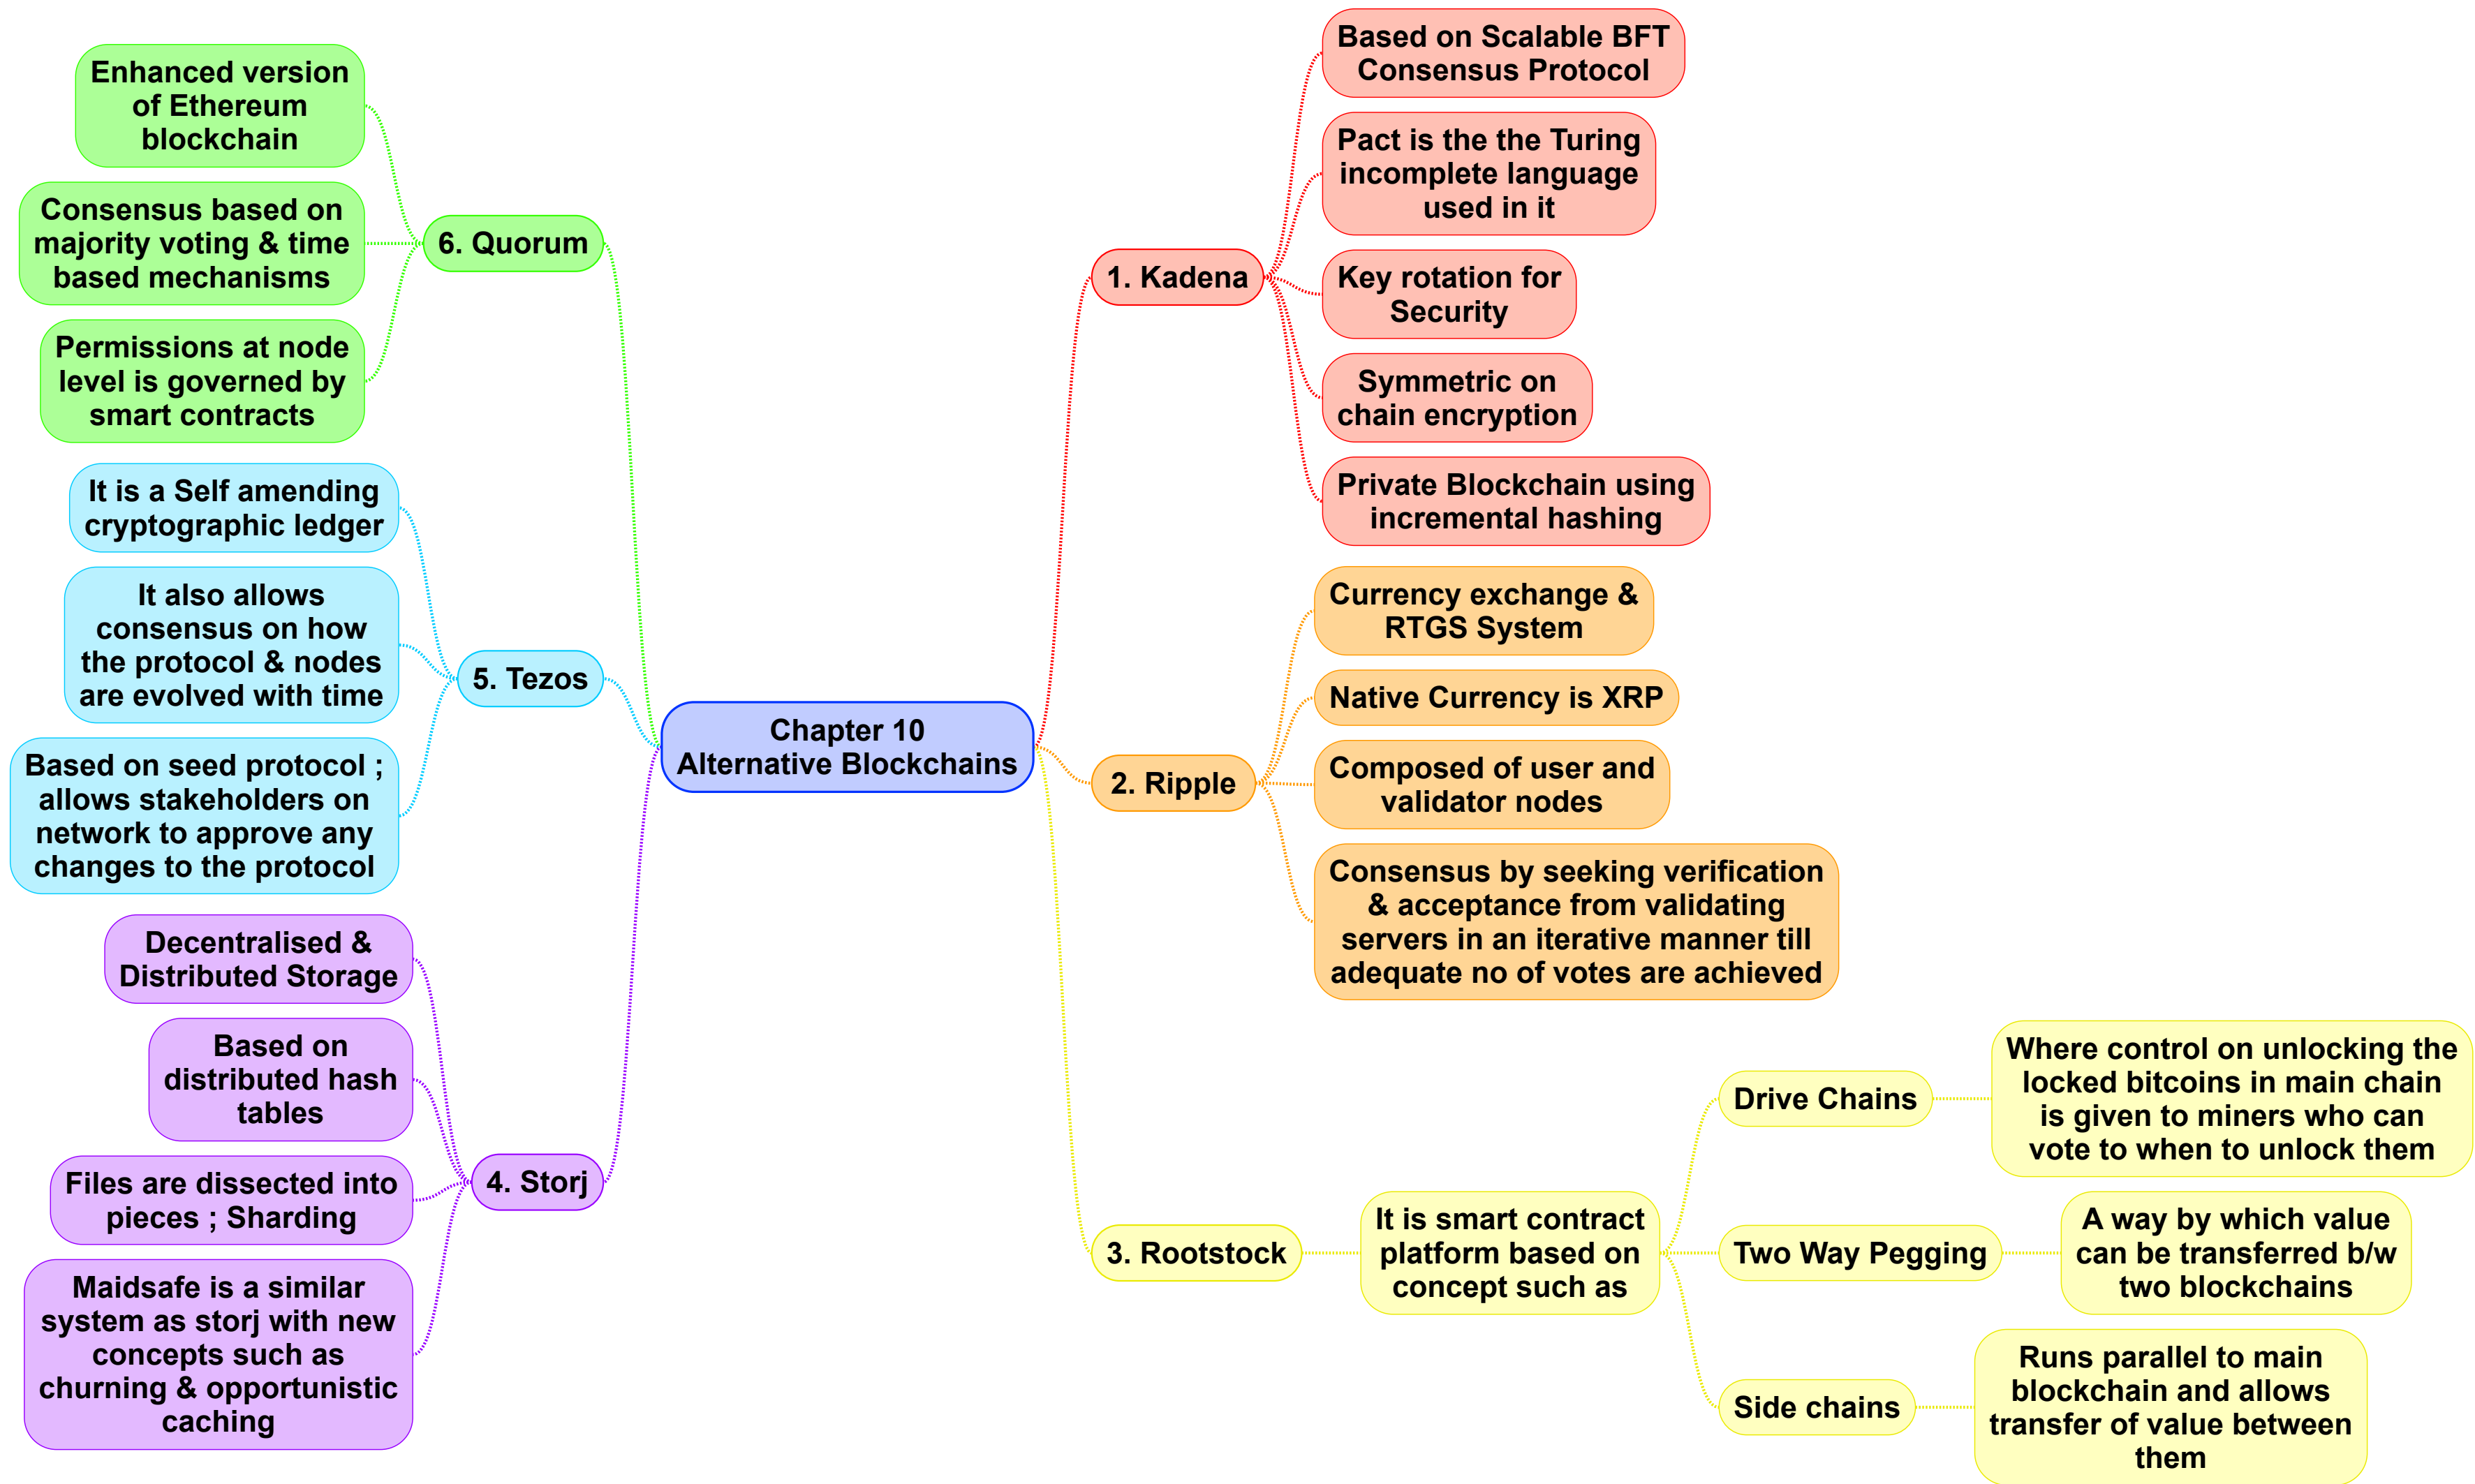 Chapter 10
Alternative Blockchains
1. Kadena
Based on Scalable BFT
Consensus Protocol
Pact is the the Turing
incomplete language
used in it
Key rotation for
Security
Symmetric on
chain encryption
Private Blockchain using
incremental hashing
2. Ripple
Currency exchange &
RTGS System
Native Currency is XRP
Composed of user and
validator nodes
Consensus by seeking verification
& acceptance from validating
servers in an iterative manner till
adequate no of votes are achieved
3. Rootstock
It is smart contract
platform based on
concept such as
Drive Chains
Where control on unlocking the
locked bitcoins in main chain
is given to miners who can
vote to when to unlock them
Two Way Pegging
A way by which value
can be transferred b/w
two blockchains
Side chains
Runs parallel to main
blockchain and allows
transfer of value between
them
4. Storj
Decentralised &
Distributed Storage
Based on
distributed hash
tables
Files are dissected into
pieces ; Sharding
Maidsafe is a similar
system as storj with new
concepts such as
churning & opportunistic
caching
5. Tezos
It is a Self amending
cryptographic ledger
It also allows
consensus on how
the protocol & nodes
are evolved with time
Based on seed protocol ;
allows stakeholders on
network to approve any
changes to the protocol
6. Quorum
Enhanced version
of Ethereum
blockchain
Consensus based on
majority voting & time
based mechanisms
Permissions at node
level is governed by
smart contracts